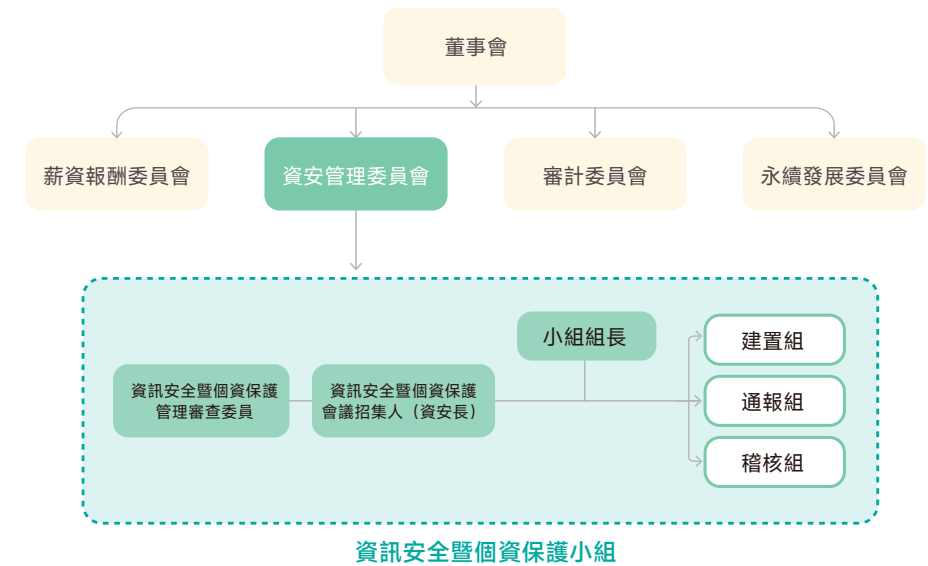 董事會
薪資報酬委員會
資安管理委員會
審計委員會
永續發展委員會
小組組長
資訊安全暨個資保護
管理審查委員
資訊安全暨個資保護
會議招集人（資安長）
建置組
通報組
稽核組
資訊安全暨個資保護小組